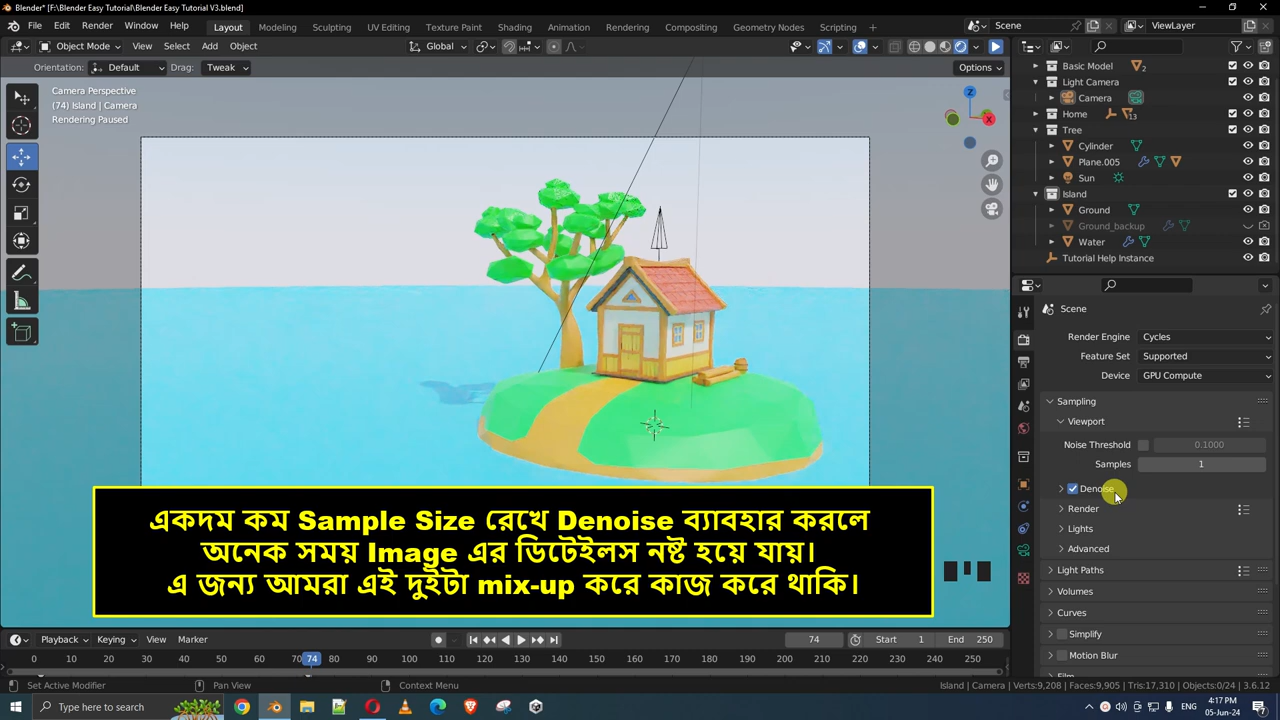 Blender* [F:\Blender Easy Tutorial\Blender Easy Tutorial V3.blend]
File Edit Render Window Help Layout Modeling Sculpting UV Editing Texture Paint Shading Animation Rendering Compositing Geometry Nodes Scripting Scene ViewLayer
Object Mode View Select Add Object Global
Orientation: Default Drag: Tweak Options
Camera Perspective
(74) Island | Camera
Rendering Paused
Z
X
Basic Model 2
Light Camera
Camera
Home 13
Tree
Cylinder
Plane.005
Sun
Island
Ground
Ground_backup
Water
Tutorial Help Instance
Scene
Render Engine Cycles
Feature Set Supported
Device GPU Compute
Sampling
Viewport
Noise Threshold 0.1000
Samples 1
Denoise
Render
Lights
Advanced
Light Paths
Volumes
Curves
Simplify
Motion Blur
একদম কম Sample Size রেখে Denoise ব্যাবহার করলে
অনেক সময় Image এর ডিটেইলস নষ্ট হয়ে যায়।
এ জন্য আমরা এই দুইটা mix-up করে কাজ করে থাকি।
Playback Keying View Marker 74 Start 1 End 250
0 10 20 30 40 50 60 70 74 80 90 100 110 120 130 140 150 160 170 180 190 200 210 220 230 240 250
Set Active Modifier Pan View Context Menu Island | Camera | Verts:9,208 | Faces:9,905 | Tris:17,310 | Objects:0/24 | 3.6.12
Type here to search ENG 4:17 PM
05-Jun-24